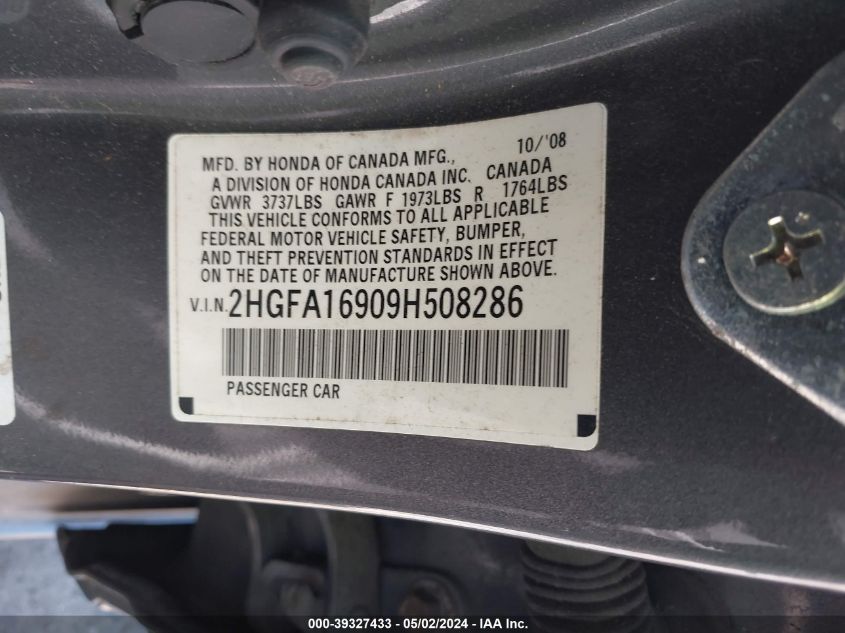 10/'08
MFD. BY HONDA OF CANADA MFG.,
A DIVISION OF HONDA CANADA INC. CANADA
GVWR 3737LBS GAWR F 1973LBS R 1764LBS
THIS VEHICLE CONFORMS TO ALL APPLICABLE
FEDERAL MOTOR VEHICLE SAFETY, BUMPER,
AND THEFT PREVENTION STANDARDS IN EFFECT
ON THE DATE OF MANUFACTURE SHOWN ABOVE.
V.I.N. 2HGFA16909H508286
PASSENGER CAR
000-39327433 - 05/02/2024 - IAA Inc.